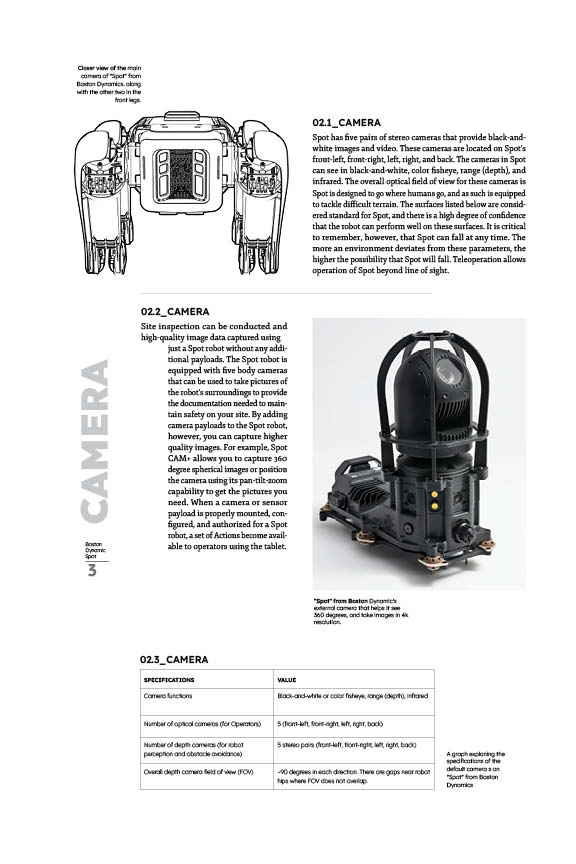 Closer view of the main
camera of "Spot" from
Boston Dynamics. along
with the other two in the
front legs.
02.1_CAMERA
Spot has five pairs of stereo cameras that provide black-and-
white images and video. These cameras are located on Spot's
front-left, front-right, left, right, and back. The cameras in Spot
can see in black-and-white, color fisheye, range (depth), and
infrared. The overall optical field of view for these cameras is
Spot is designed to go where humans go, and as such is equipped
to tackle difficult terrain. The surfaces listed below are consid-
ered standard for Spot, and there is a high degree of confidence
that the robot can perform well on these surfaces. It is critical
to remember, however, that Spot can fall at any time. The
more an environment deviates from these parameters, the
higher the possibility that Spot will fall. Teleoperation allows
operation of Spot beyond line of sight.
02.2_CAMERA
Site inspection can be conducted and
high-quality image data captured using
just a Spot robot without any addi-
tional payloads. The Spot robot is
equipped with five body cameras
that can be used to take pictures of
the robot's surroundings to provide
the documentation needed to main-
tain safety on your site. By adding
camera payloads to the Spot robot,
however, you can capture higher
quality images. For example, Spot
CAM+ allows you to capture 360
degree spherical images or position
the camera using its pan-tilt-zoom
capability to get the pictures you
need. When a camera or sensor
payload is properly mounted, con-
figured, and authorized for a Spot
robot, a set of Actions become avail-
able to operators using the tablet.
CAMERA
Boston
Dynamic
Spot
3
"Spot" from Boston Dynamic's
external camera that helps it see
360 degrees, and take images in 4k
resolution.
02.3_CAMERA
SPECIFICATIONS VALUE
Camera functions Black-and-white or color fisheye, range (depth), infrared
Number of optical cameras (for Operators) 5 (front-left, front-right, left, right, back)
Number of depth cameras (for robot
perception and obstacle avoidance) 5 stereo pairs (front-left, front-right, left, right, back)
Overall depth camera field of view (FOV) ~90 degrees in each direction. There are gaps near robot
hips where FOV does not overlap.
A graph explaning the
specifications of the
default camera s on
"Spot" from Boston
Dynamics